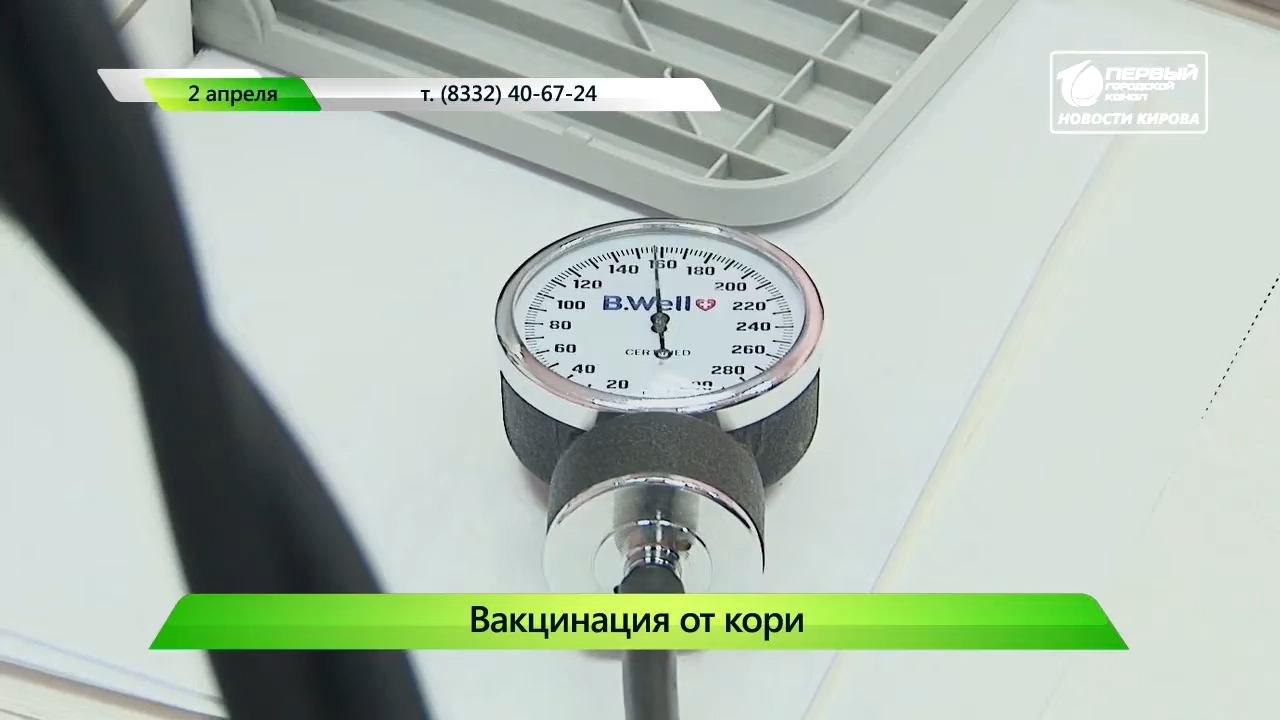 2 апреля
т. (8332) 40-67-24
ПЕРВЫЙ
ГОРОДСКОЙ
КАНАЛ
НОВОСТИ КИРОВА
140 160 180
120 200
100 B.Well 220
80 240
60 260
40 280
20
Вакцинация от кори